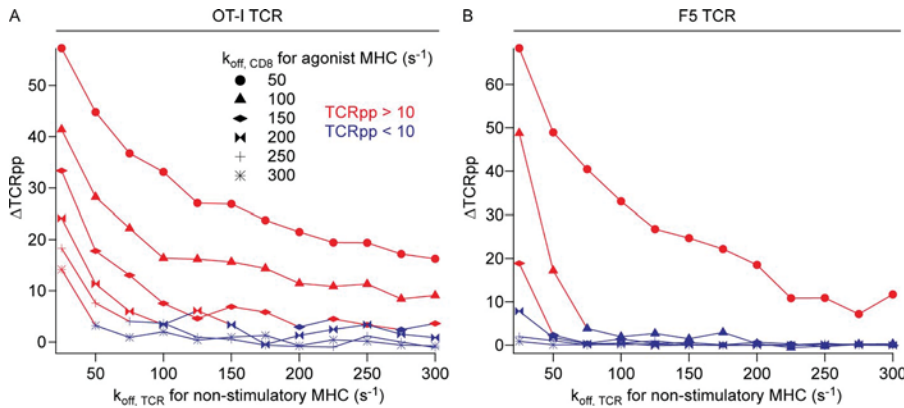 A
OT-I TCR
ΔTCRpp
50
40
30
20
10
0
k_off, CD8 for agonist MHC (s⁻¹)
50
100
150
200
250
300
TCRpp > 10
TCRpp < 10
50 100 150 200 250 300
k_off, TCR for non-stimulatory MHC (s⁻¹)
B
F5 TCR
ΔTCRpp
60
50
40
30
20
10
0
50 100 150 200 250 300
k_off, TCR for non-stimulatory MHC (s⁻¹)